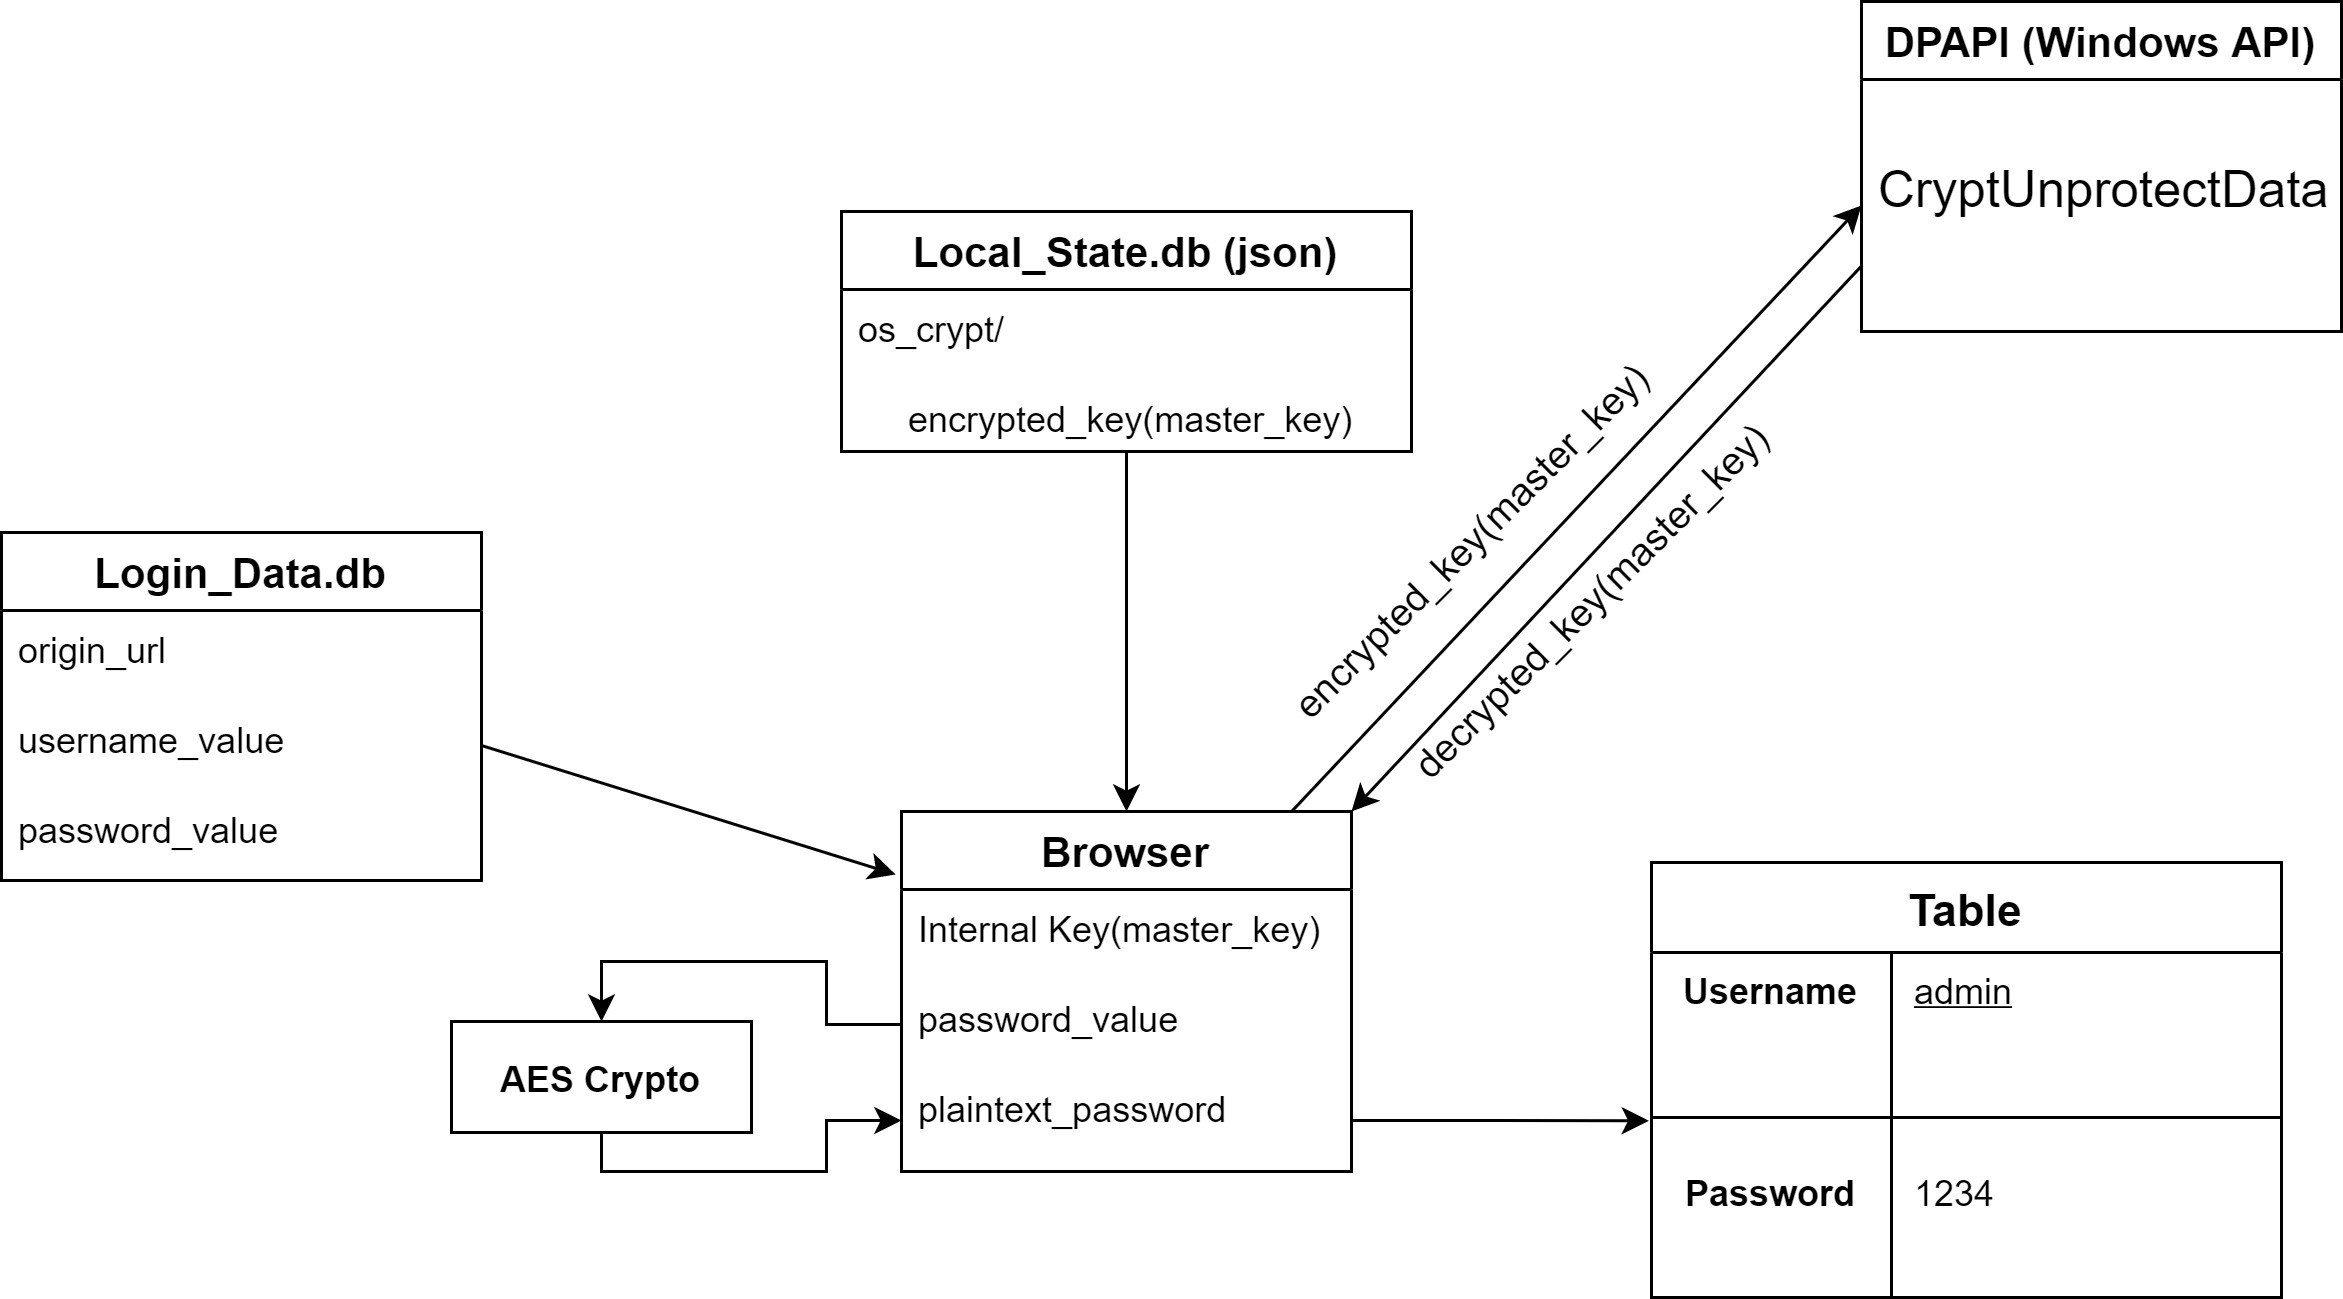 DPAPI (Windows API)
CryptUnprotectData
Local_State.db (json)
os_crypt/
encrypted_key(master_key)
encrypted_key(master_key)
decrypted_key(master_key)
Login_Data.db
origin_url
username_value
password_value
Browser
Internal Key(master_key)
password_value
plaintext_password
AES Crypto
Table
Username admin
Password 1234